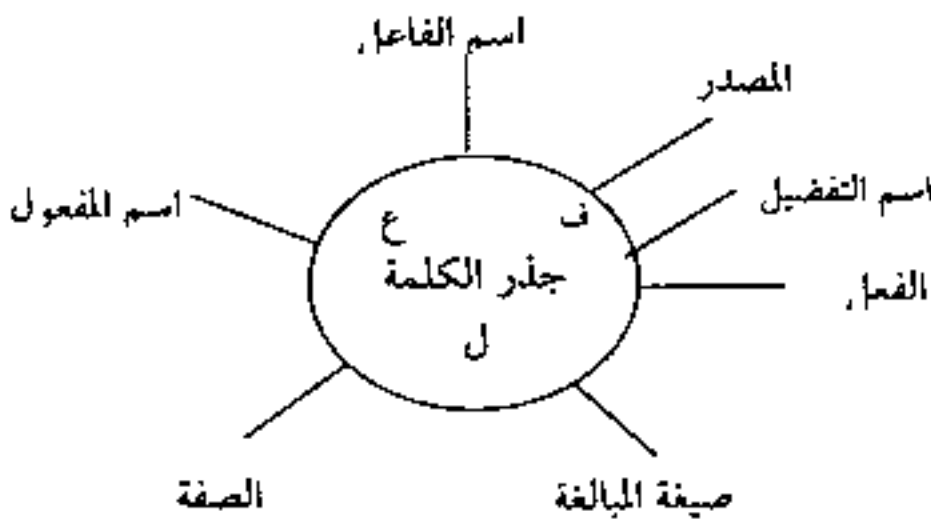 اسم الفاعل
المصدر
اسم التفضيل
اسم المفعول
ف
ع
جذر الكلمة
ل
الفعل
الصفة
صيغة المبالغة